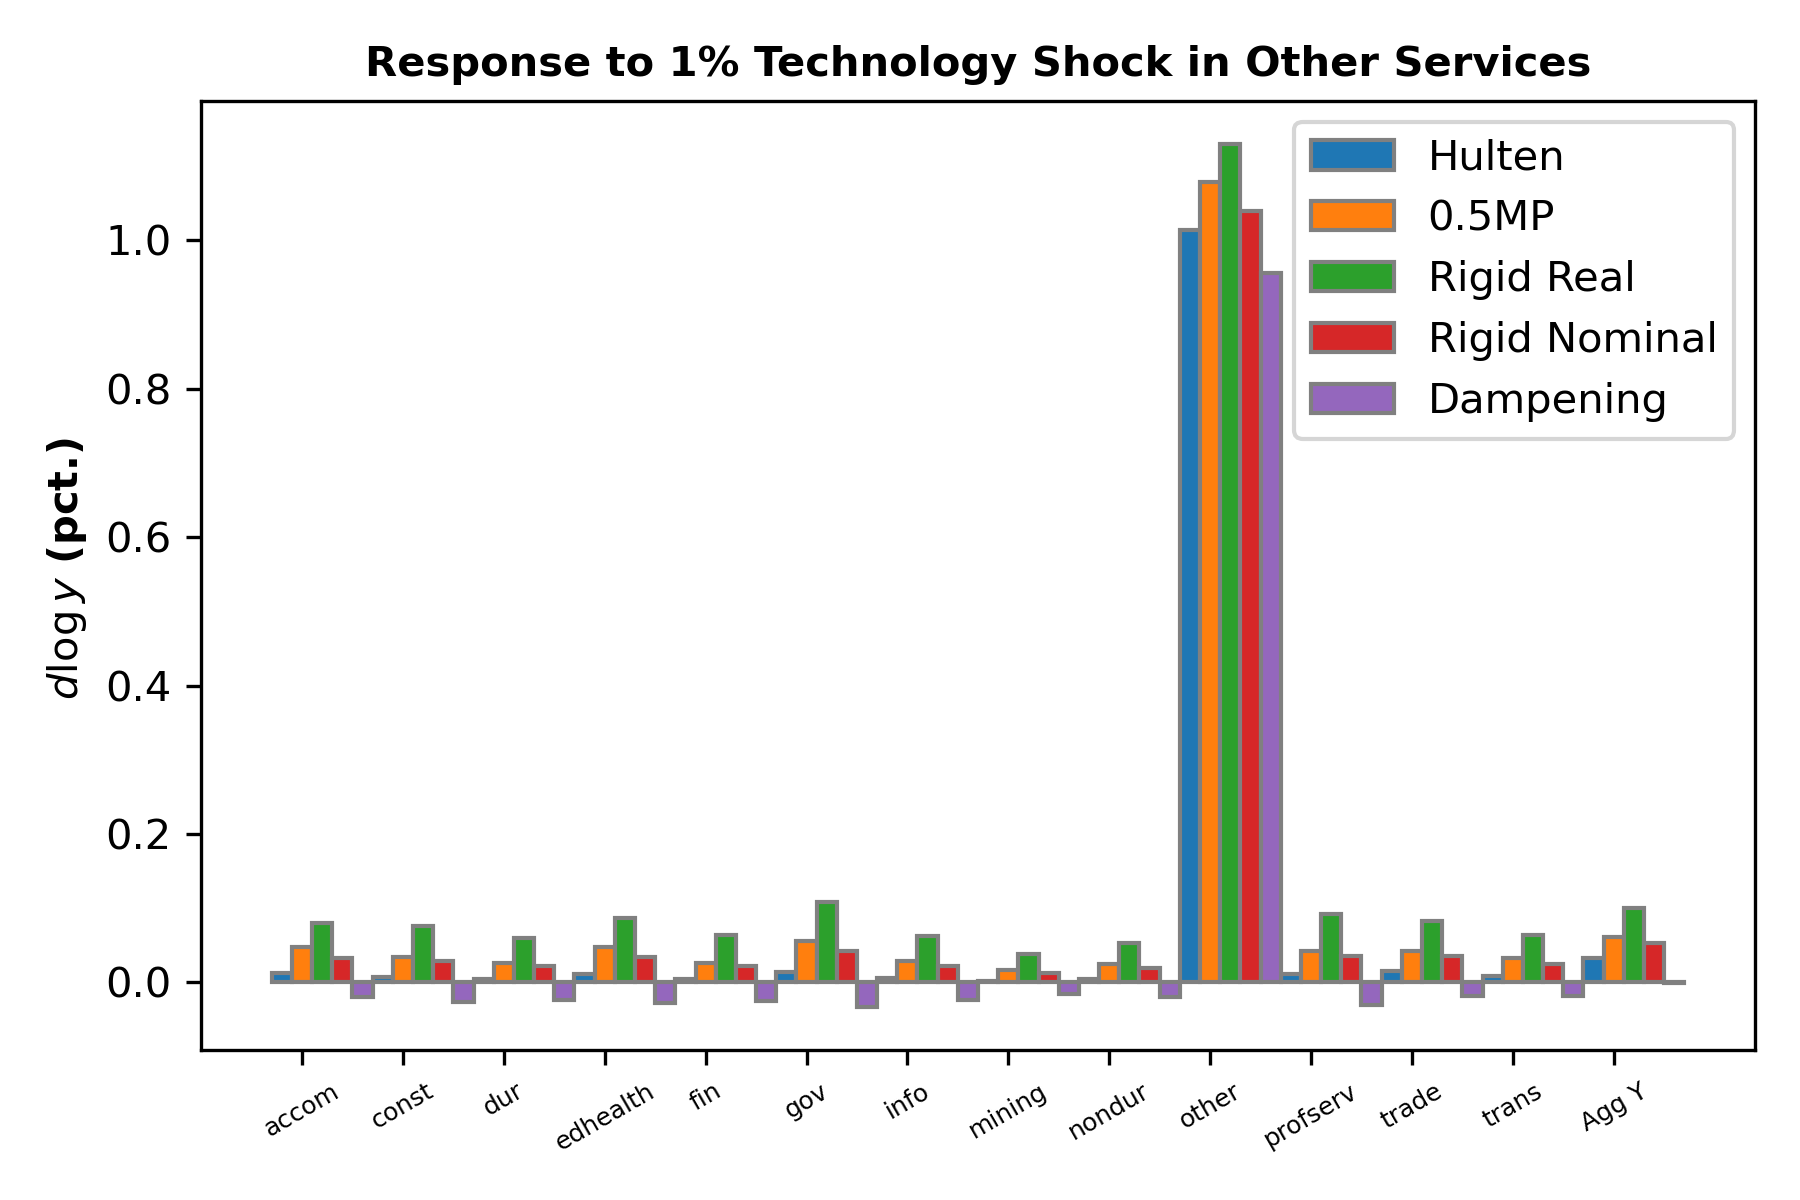 Response to 1% Technology Shock in Other Services
Hulten
0.5MP
Rigid Real
Rigid Nominal
Dampening
dlog y (pct.)
1.0
0.8
0.6
0.4
0.2
0.0
accom const dur edhealth fin gov info mining nondur other profserv trade trans Agg Y